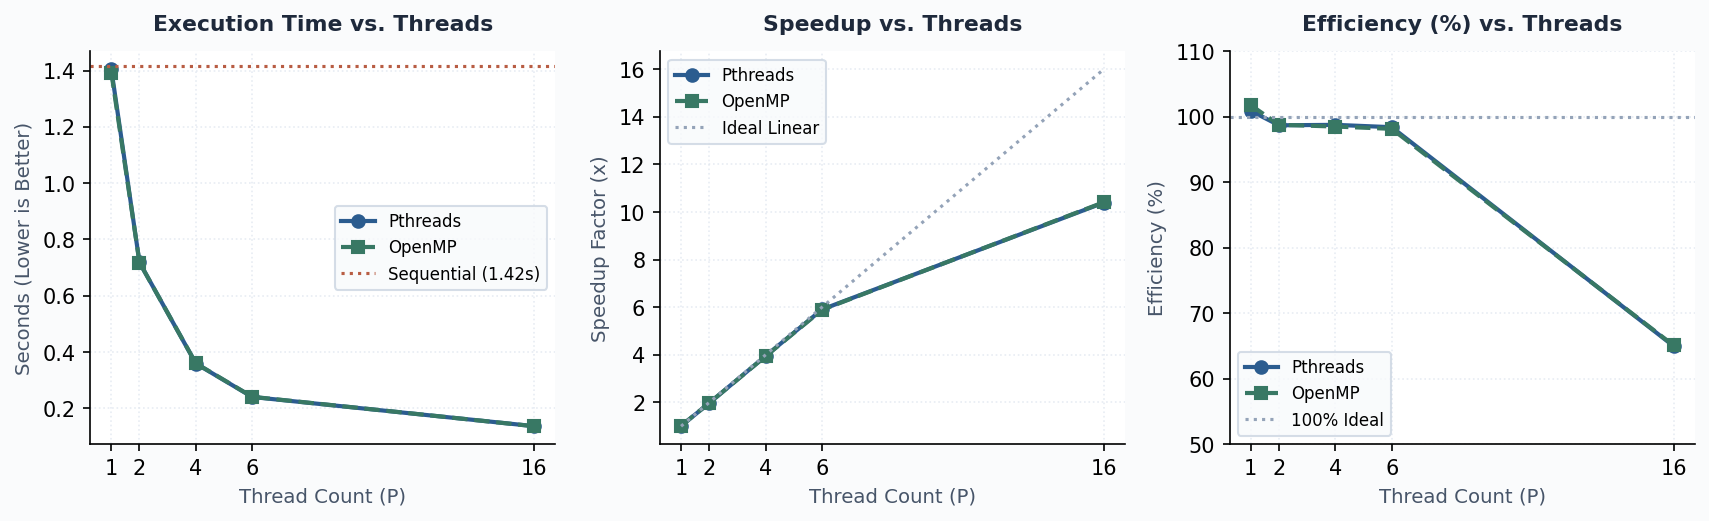 Execution Time vs. Threads
Seconds (Lower is Better)
1.4
1.2
1.0
0.8
0.6
0.4
0.2
Pthreads
OpenMP
Sequential (1.42s)
1 2 4 6 16
Thread Count (P)
Speedup vs. Threads
Speedup Factor (x)
16
14
12
10
8
6
4
2
Pthreads
OpenMP
Ideal Linear
1 2 4 6 16
Thread Count (P)
Efficiency (%) vs. Threads
Efficiency (%)
110
100
90
80
70
60
50
Pthreads
OpenMP
100% Ideal
1 2 4 6 16
Thread Count (P)